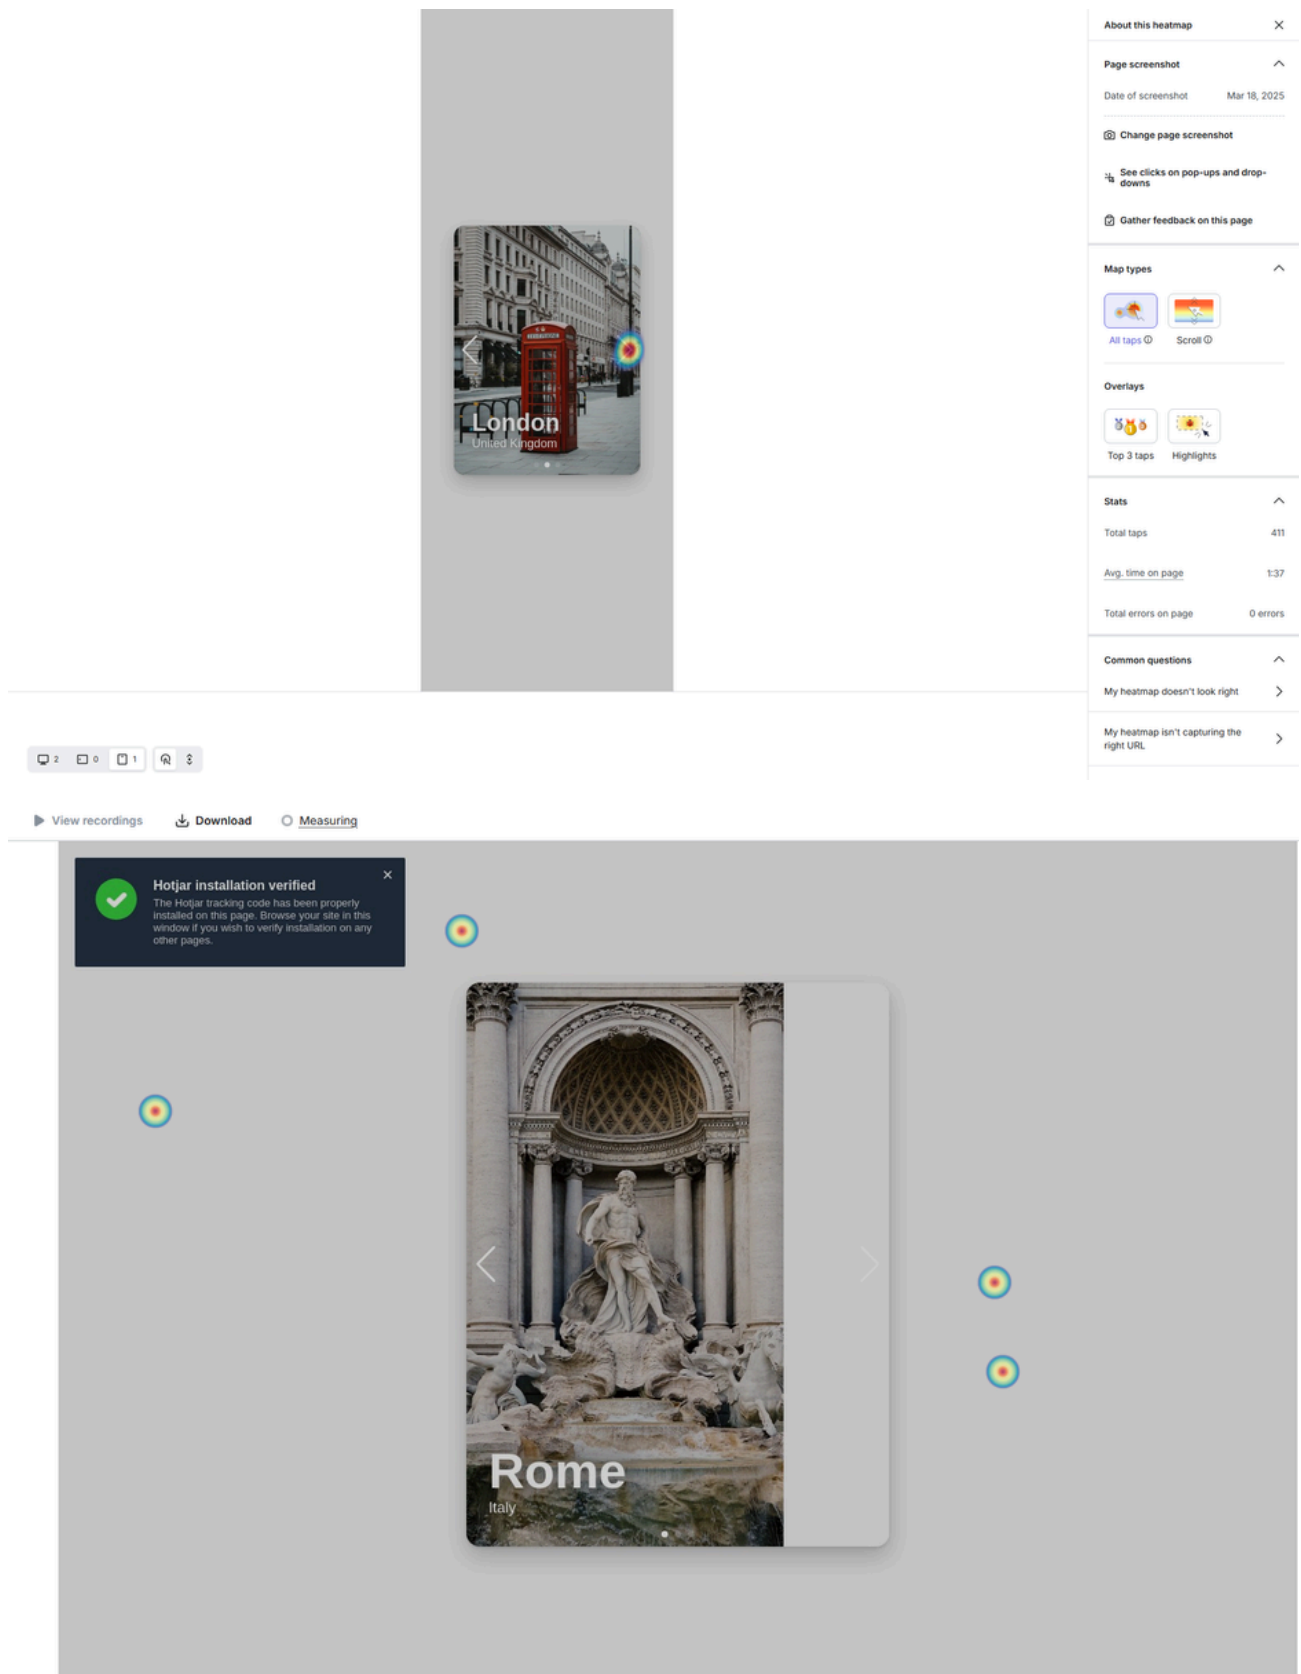 About this heatmap
Page screenshot
Date of screenshot Mar 18, 2025
Change page screenshot
See clicks on pop-ups and drop-
downs
Gather feedback on this page
Map types
All taps Scroll
Overlays
Top 3 taps Highlights
Stats
Total taps 411
Avg. time on page 1:37
Total errors on page 0 errors
Common questions
My heatmap doesn't look right
My heatmap isn't capturing the
right URL
TELEPHONE
London
United Kingdom
2 0 1
View recordings Download Measuring
Hotjar installation verified
The Hotjar tracking code has been properly
installed on this page. Browse your site in this
window if you wish to verify installation on any
other pages.
Rome
Italy